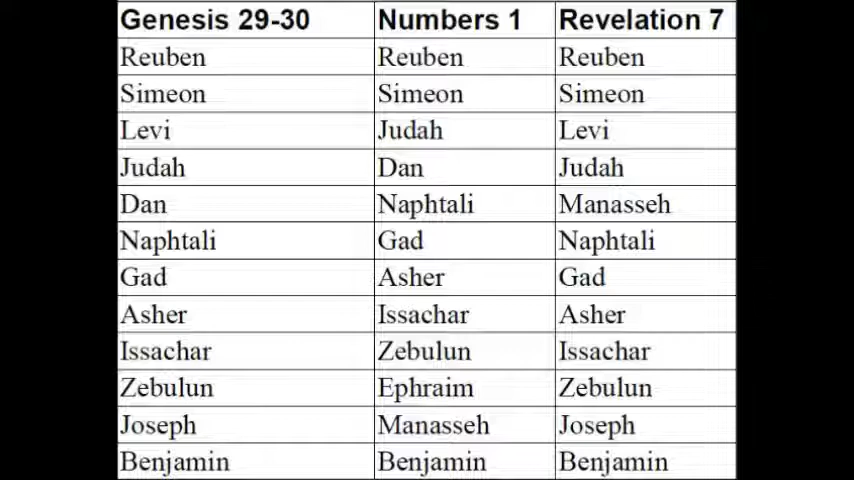 Genesis 29-30 Numbers 1 Revelation 7
Reuben Reuben Reuben
Simeon Simeon Simeon
Levi Judah Levi
Judah Dan Judah
Dan Naphtali Manasseh
Naphtali Gad Naphtali
Gad Asher Gad
Asher Issachar Asher
Issachar Zebulun Issachar
Zebulun Ephraim Zebulun
Joseph Manasseh Joseph
Benjamin Benjamin Benjamin